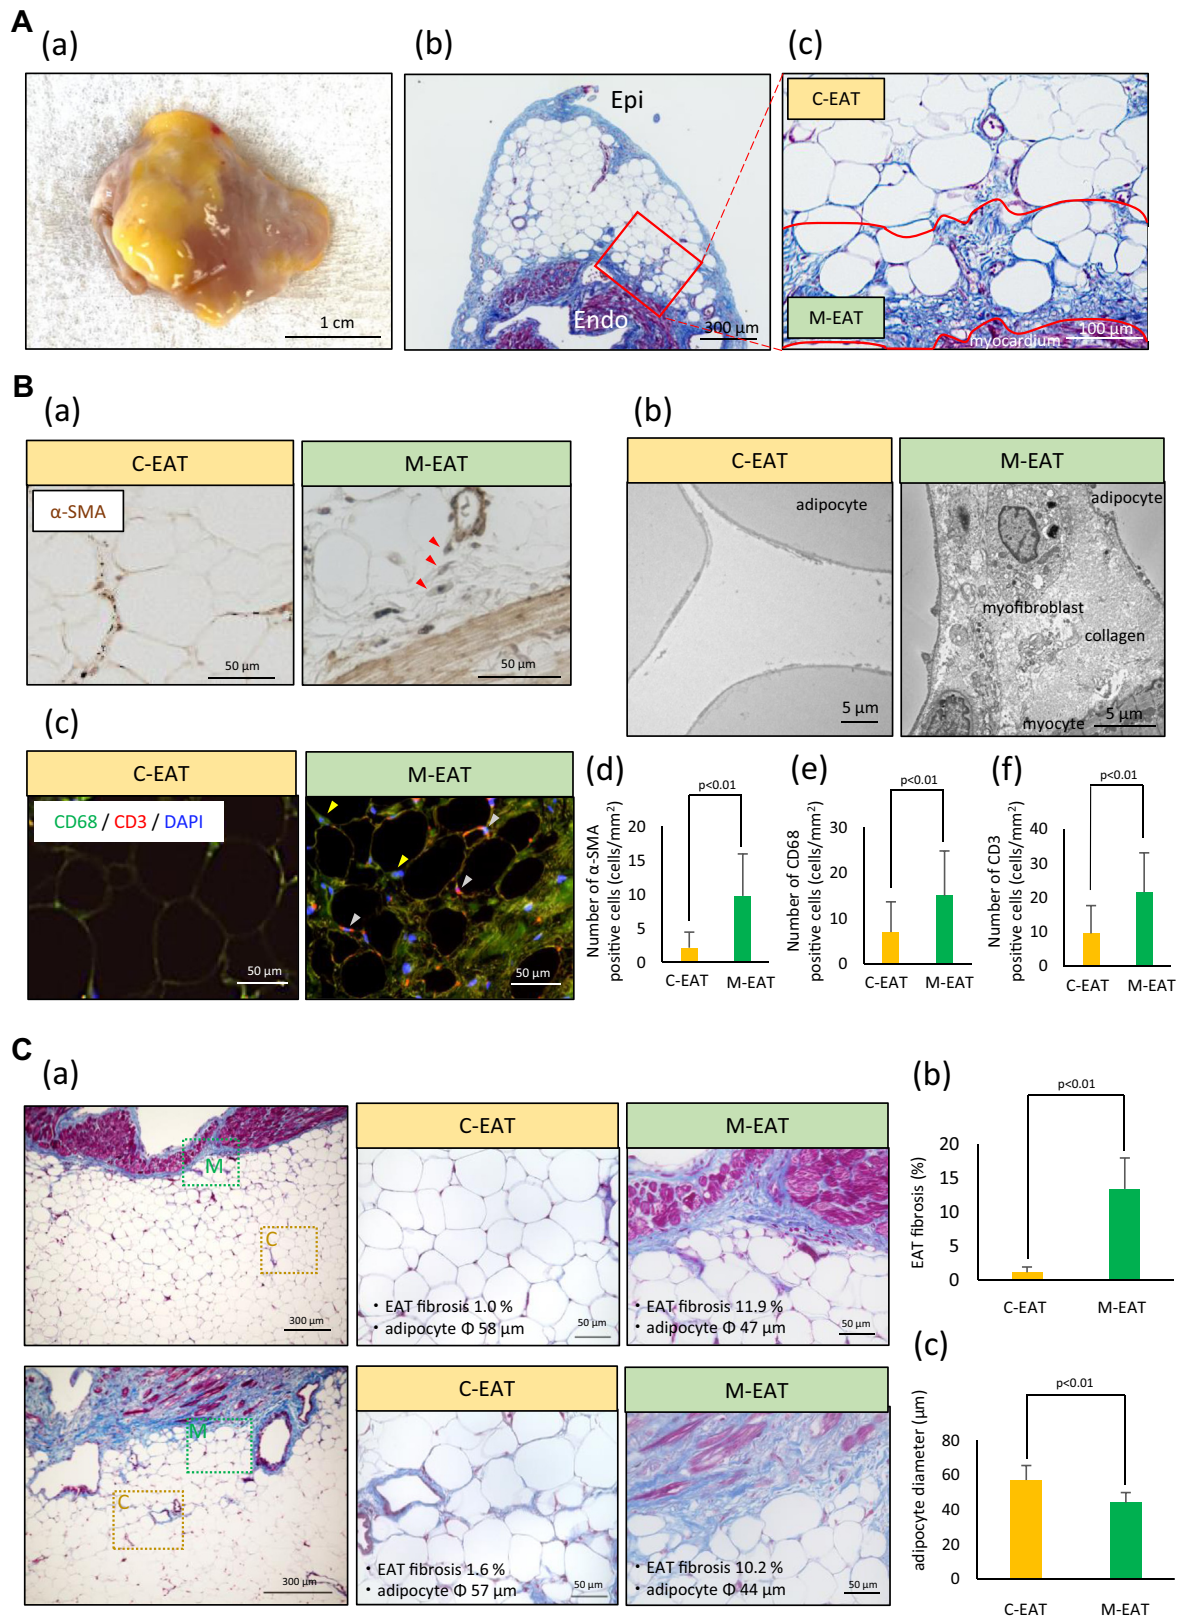 A
(a)
(b)
(c)
1 cm
Epi
Endo
300 µm
C-EAT
M-EAT
myocardium
100 µm
B
(a)
C-EAT
M-EAT
α-SMA
50 µm
50 µm
(b)
C-EAT
M-EAT
adipocyte
5 µm
adipocyte
myofibroblast
collagen
myocyte
5 µm
(c)
C-EAT
M-EAT
CD68 / CD3 / DAPI
50 µm
50 µm
(d)
p<0.01
Number of α-SMA
positive cells (cells/mm²)
20
15
10
5
0
C-EAT
M-EAT
(e)
p<0.01
Number of CD68
positive cells (cells/mm²)
30
20
10
0
C-EAT
M-EAT
(f)
p<0.01
Number of CD3
positive cells (cells/mm²)
40
30
20
10
0
C-EAT
M-EAT
C
(a)
M
C
300 µm
C-EAT
• EAT fibrosis 1.0 %
• adipocyte Φ 58 µm
50 µm
M-EAT
• EAT fibrosis 11.9 %
• adipocyte Φ 47 µm
50 µm
M
C
300 µm
C-EAT
• EAT fibrosis 1.6 %
• adipocyte Φ 57 µm
50 µm
M-EAT
• EAT fibrosis 10.2 %
• adipocyte Φ 44 µm
50 µm
(b)
p<0.01
EAT fibrosis (%)
20
15
10
5
0
C-EAT
M-EAT
(c)
p<0.01
adipocyte diameter (µm)
80
60
40
20
0
C-EAT
M-EAT